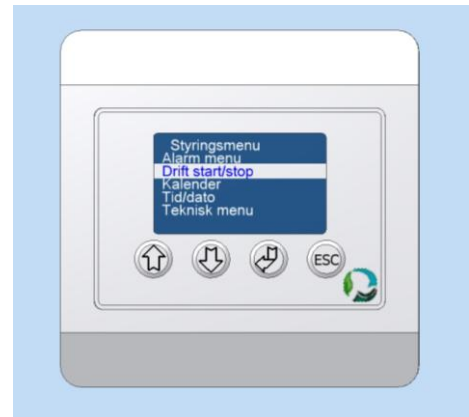 Styringsmenu
Alarm menu
Drift start/stop
Kalender
Tid/dato
Teknisk menu
ESC